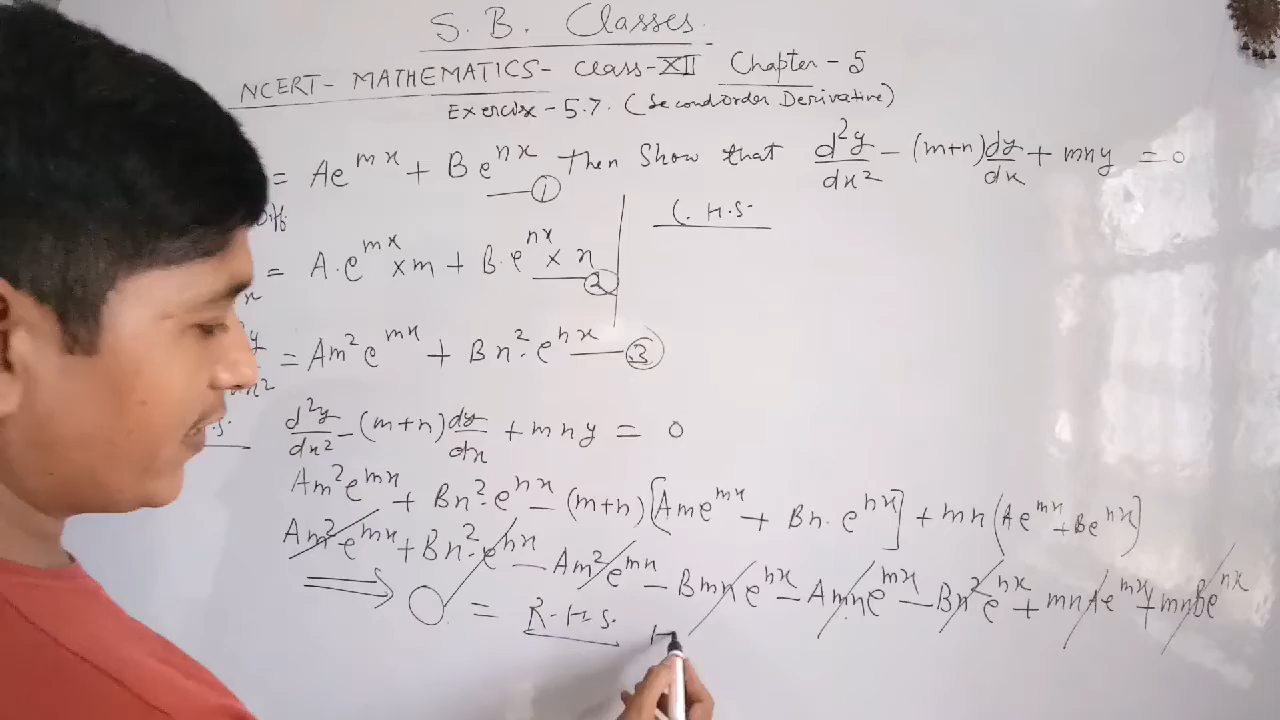 S. B. Classes.
NCERT - MATHEMATICS - Class - XII Chapter - 5
Exercise - 5.7. (Second order Derivative)
= Ae^{mx} + Be^{nx} —① Then Show that d²y/dx² - (m+n)dy/dx + mny = 0
Diff
= A.e^{mx} × m + B.e^{nx} × n —②
L.H.S.
= Am²e^{mx} + Bn².e^{nx} —③
d²y/dx² - (m+n)dy/dx + mny = 0
Am²e^{mx} + Bn².e^{nx} - (m+n)[Ame^{mx} + Bn.e^{nx}] + mn(Ae^{mx} + Be^{nx})
Am²e^{mx} + Bn².e^{nx} - Am²e^{mx} - Bmne^{nx} - Amne^{mx} - Bn²e^{nx} + mnAe^{mx} + mnBe^{nx}
⟹ 0 = R.H.S.